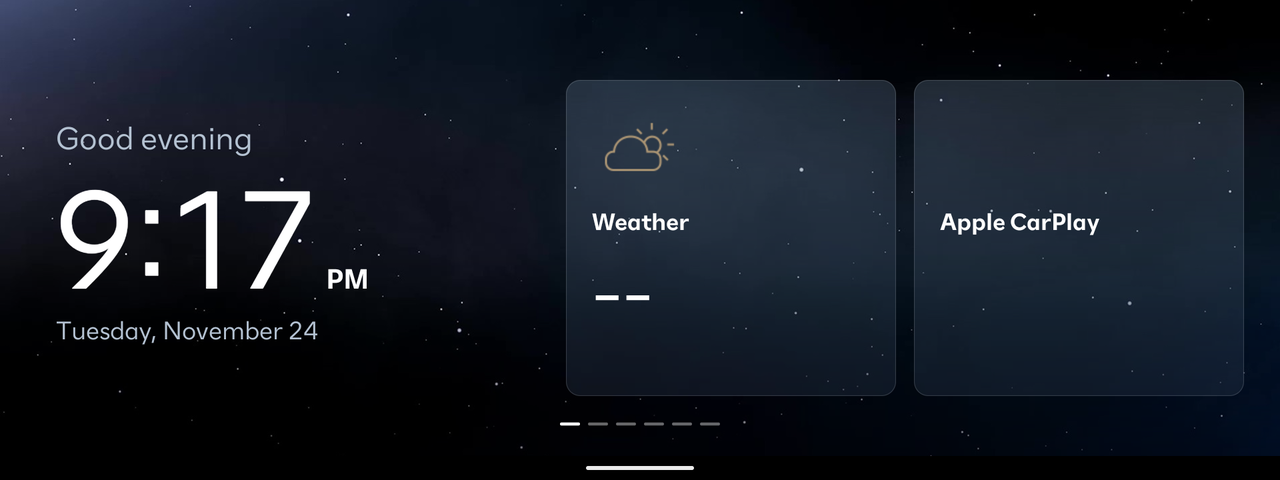 Good evening
9:17 PM
Tuesday, November 24
Weather
--
Apple CarPlay